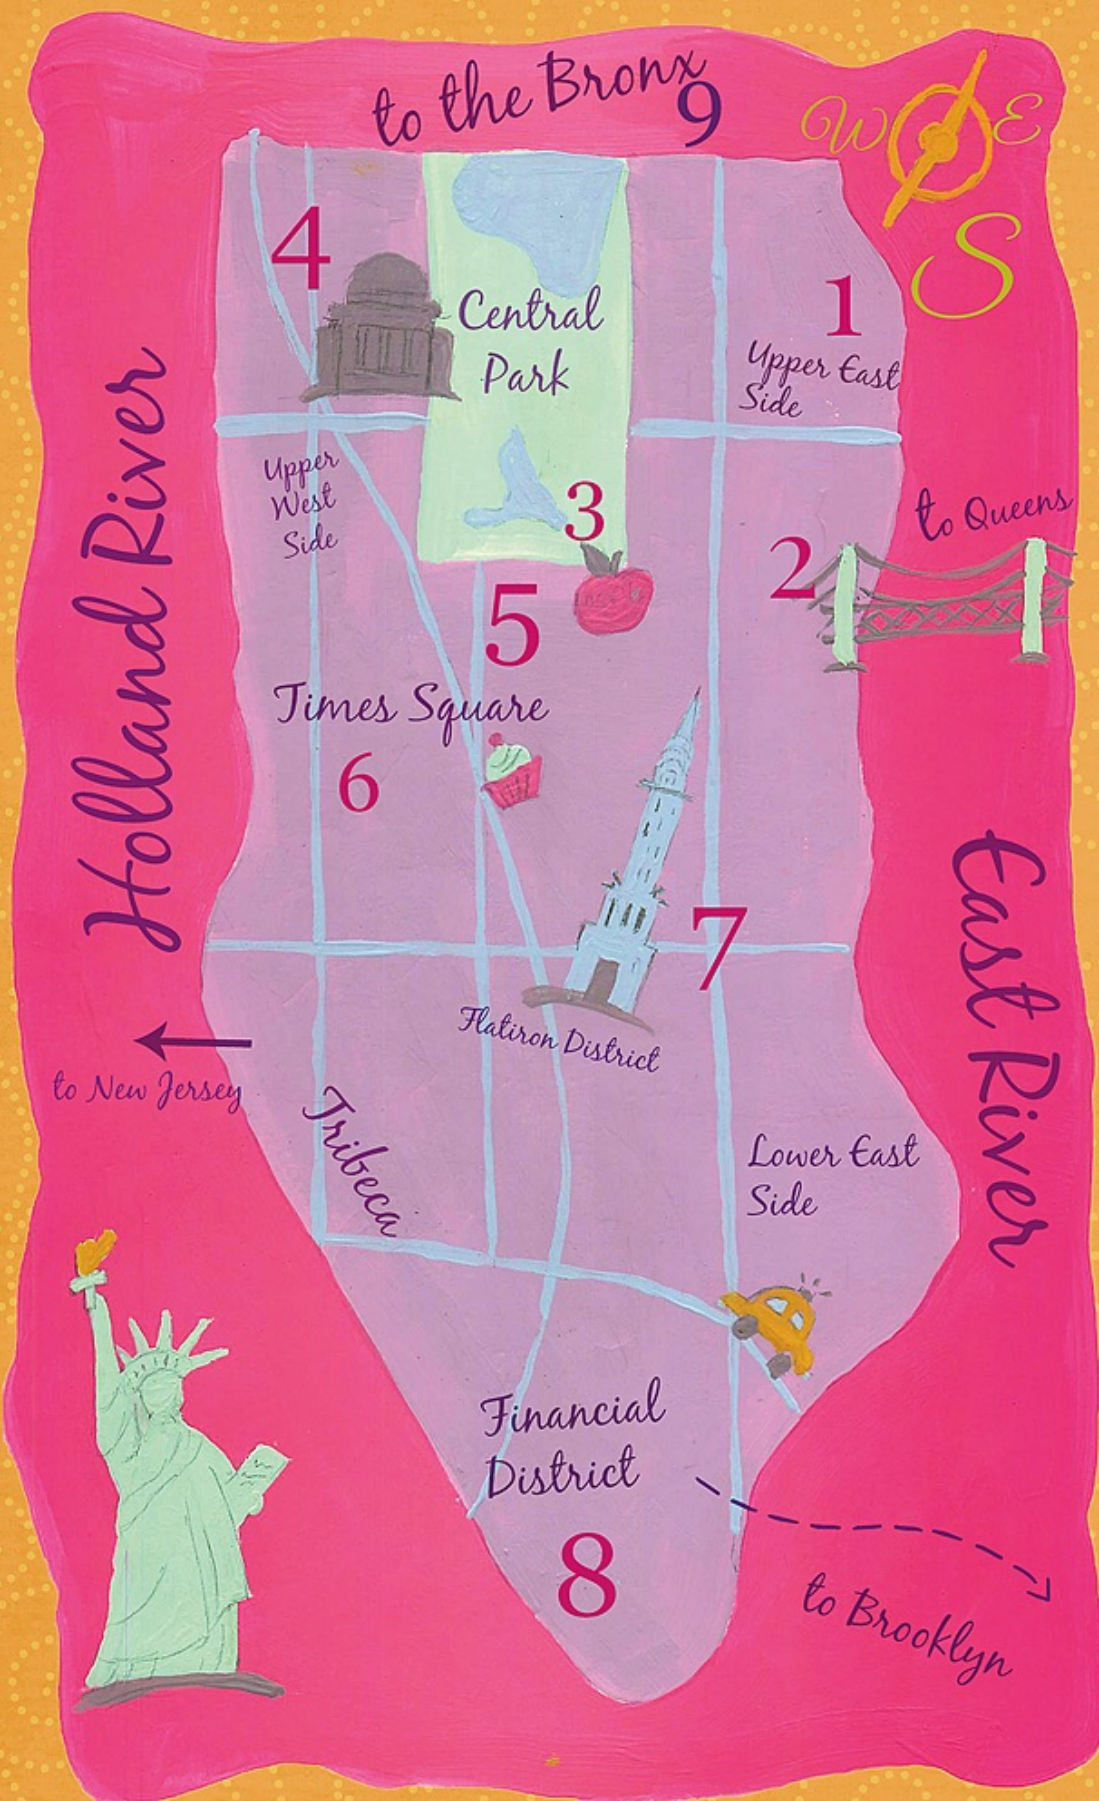 to the Bronx
9
W E
S
4
Central
Park
1
Upper East
Side
Upper
West
Side
3
to Queens
2
Holland River
5
Times Square
6
7
East River
Flatiron District
to New Jersey
Tribeca
Lower East
Side
Financial
District
8
to Brooklyn